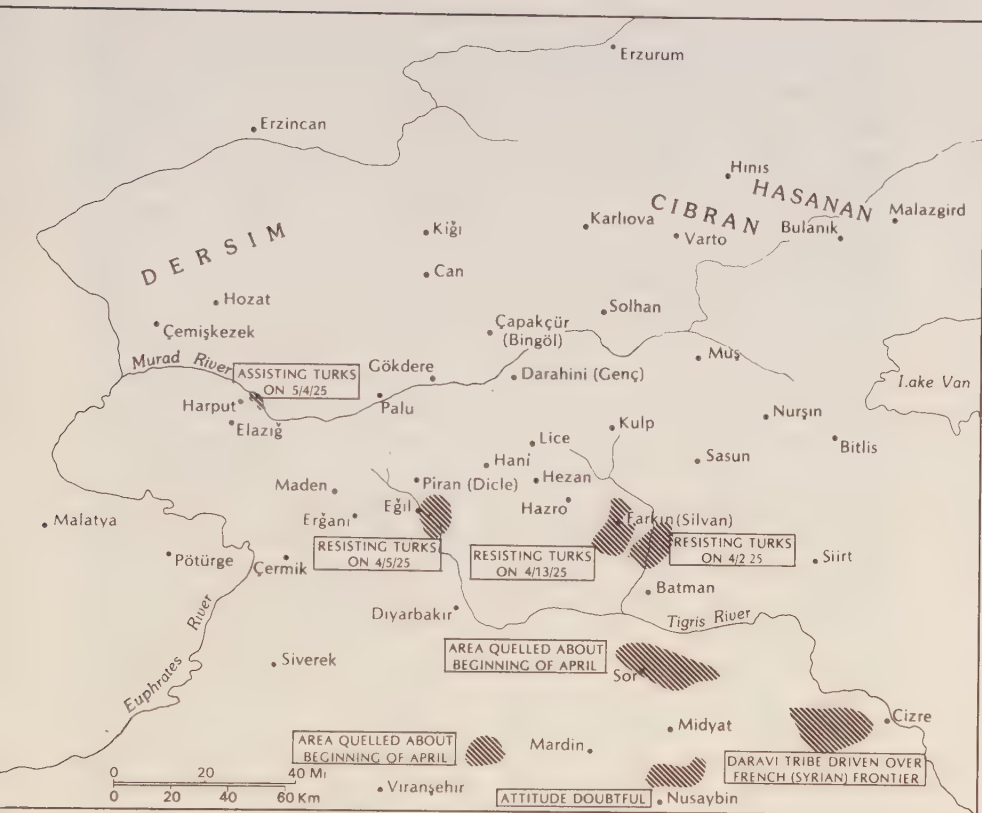 Erzurum
Erzincan
Hınıs
HASANAN
CIBRAN
Malazgird
Kiğı
Karlıova
Varto
Bulanık
DERSIM
Can
Hozat
Solhan
Çemişkezek
Çapakçür
(Bingöl)
Murad River
Muş
Lake Van
ASSISTING TURKS
ON 5/4/25
Gökdere
Darahini (Genç)
Harput
Palu
Elazığ
Kulp
Nurşın
Bitlis
Lice
Hani
Sasun
Maden
Piran (Dicle)
Hezan
Eğıl
Hazro
Malatya
Erğanı
Farkın (Silvan)
RESISTING TURKS
ON 4/5/25
RESISTING TURKS
ON 4/13/25
RESISTING TURKS
ON 4/2 25
Pötürge
Çermik
Siirt
Batman
Dıyarbakır
Tigris River
Euphrates River
AREA QUELLED ABOUT
BEGINNING OF APRIL
Siverek
Sor
Midyat
Cizre
AREA QUELLED ABOUT
BEGINNING OF APRIL
Mardin
DARAVI TRIBE DRIVEN OVER
FRENCH (SYRIAN) FRONTIER
0 20 40 Mi
0 20 40 60 Km
Vıranşehır
ATTITUDE DOUBTFUL
Nusaybin